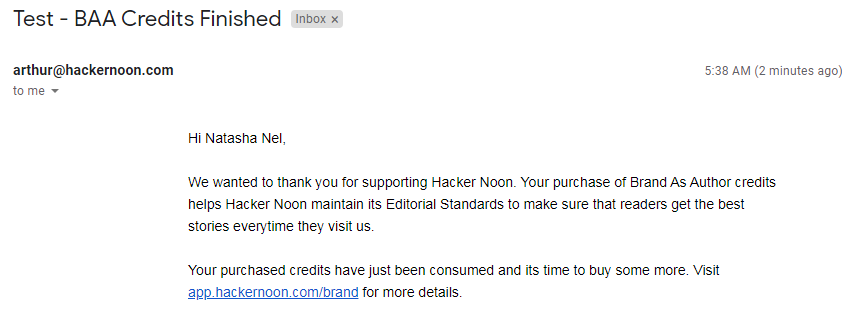 Test - BAA Credits Finished Inbox x
arthur@hackernoon.com 5:38 AM (2 minutes ago)
to me
Hi Natasha Nel,
We wanted to thank you for supporting Hacker Noon. Your purchase of Brand As Author credits
helps Hacker Noon maintain its Editorial Standards to make sure that readers get the best
stories everytime they visit us.
Your purchased credits have just been consumed and its time to buy some more. Visit
app.hackernoon.com/brand for more details.